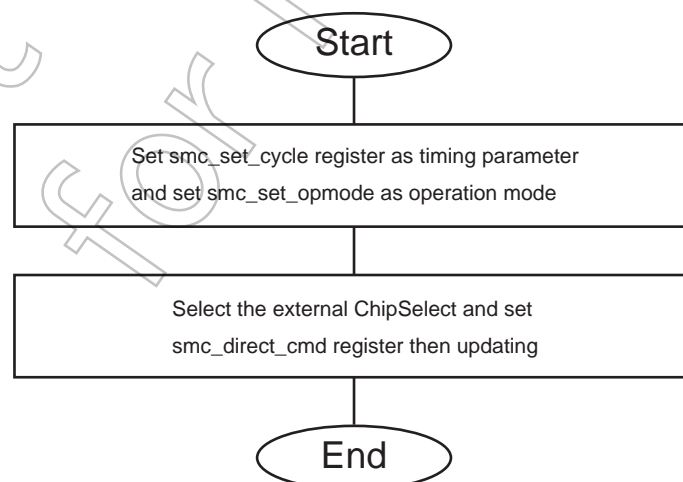 Start
Set smc_set_cycle register as timing parameter
and set smc_set_opmode as operation mode
Select the external ChipSelect and set
smc_direct_cmd register then updating
End
for